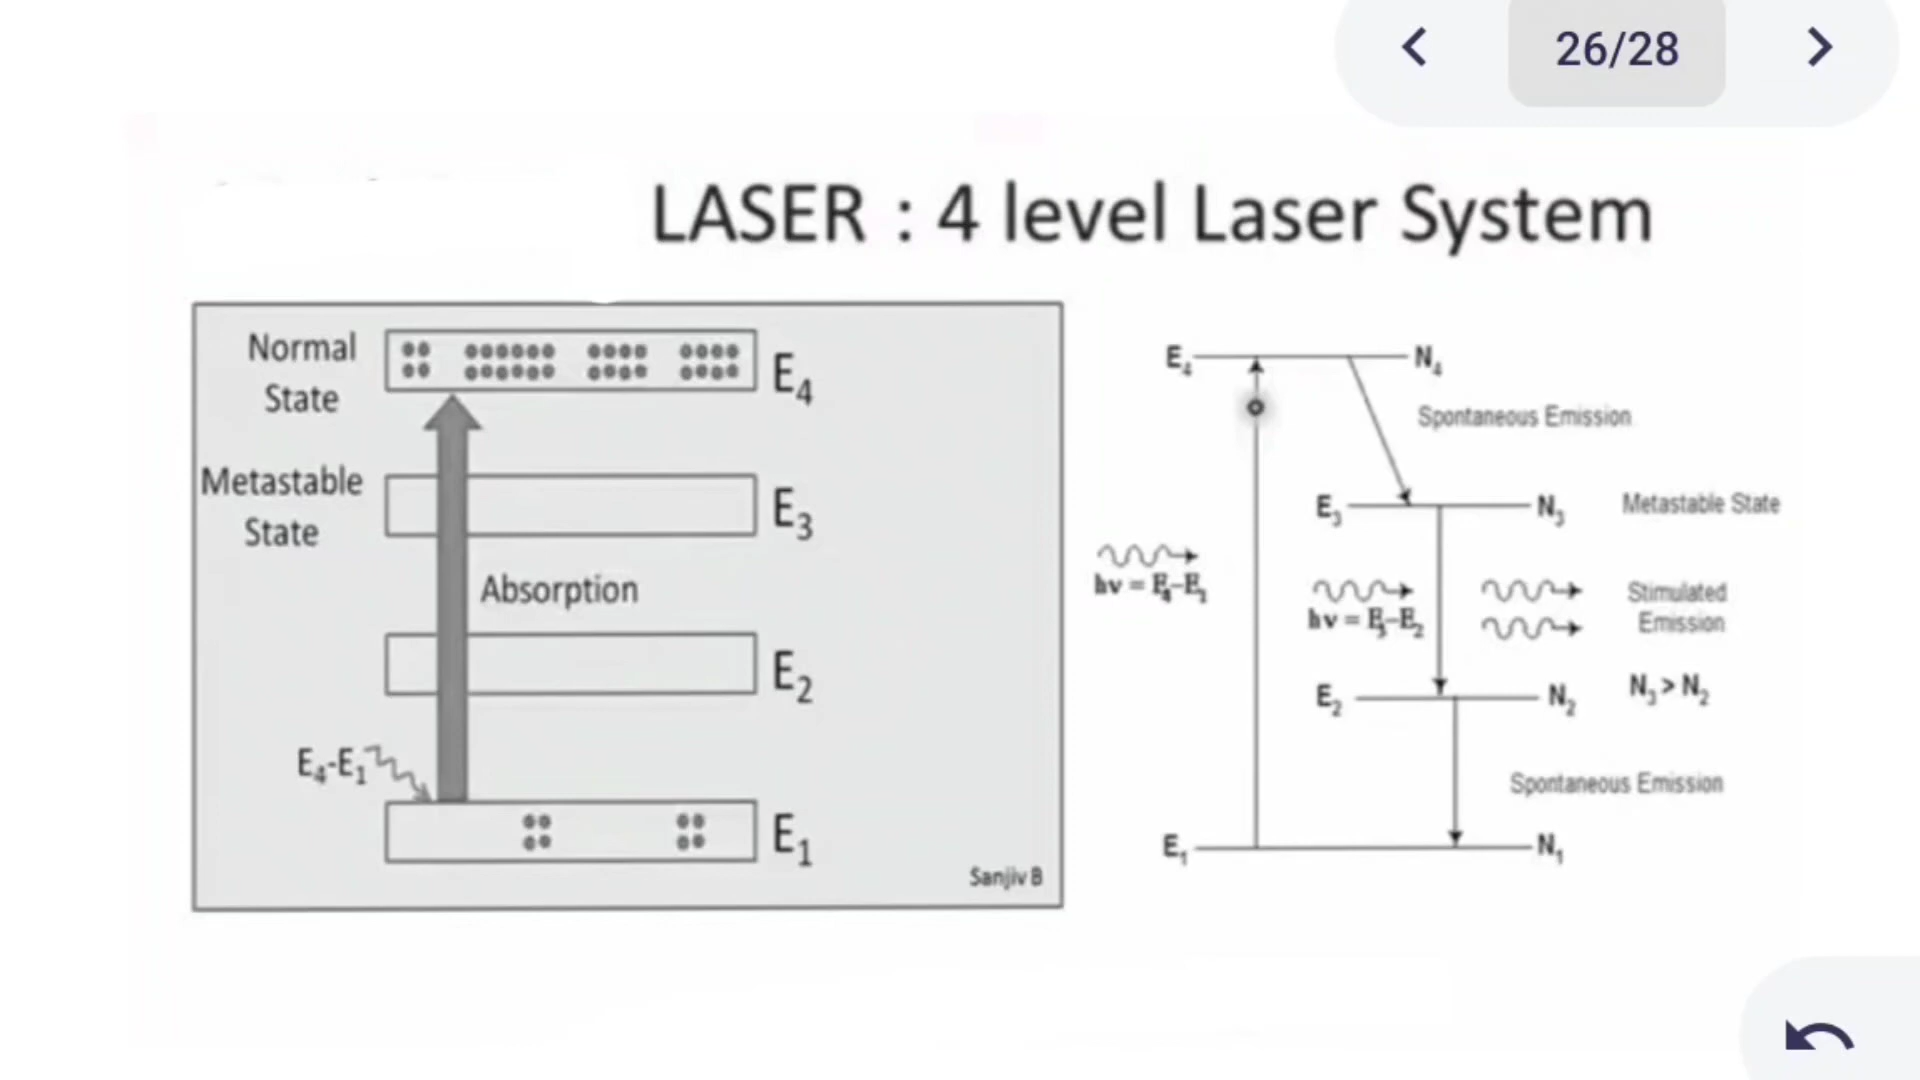 26/28
LASER : 4 level Laser System
Normal
State
E4
Metastable
State
E3
Absorption
E2
E4-E1
E1
Sanjiv B
E4 N4
Spontaneous Emission
E3 N3 Metastable State
hν = E4-E1
hν = E3-E2
Stimulated
Emission
E2 N2 N3 > N2
Spontaneous Emission
E1 N1